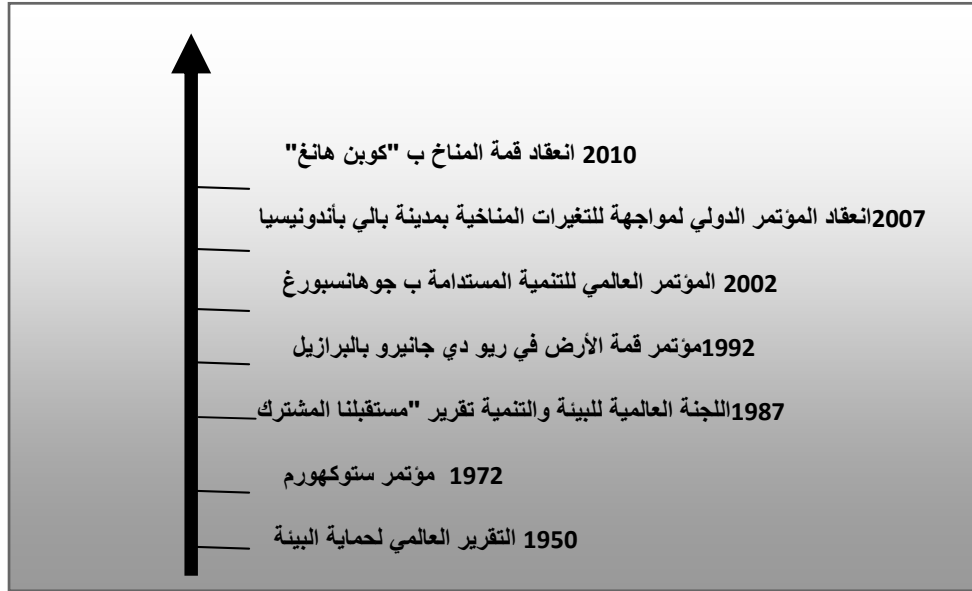 2010 انعقاد قمة المناخ ب "كوبن هانغ"
2007انعقاد المؤتمر الدولي لمواجهة للتغيرات المناخية بمدينة بالي بأندونيسيا
2002 المؤتمر العالمي للتنمية المستدامة ب جوهانسبورغ
1992مؤتمر قمة الأرض في ريو دي جانيرو بالبرازيل
1987اللجنة العالمية للبيئة والتنمية تقرير "مستقبلنا المشترك
1972 مؤتمر ستوكهورم
1950 التقرير العالمي لحماية البيئة